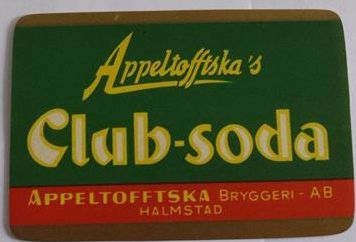 Appeltofftska's
Club-soda
APPELTOFFTSKA BRYGGERI - AB
HALMSTAD